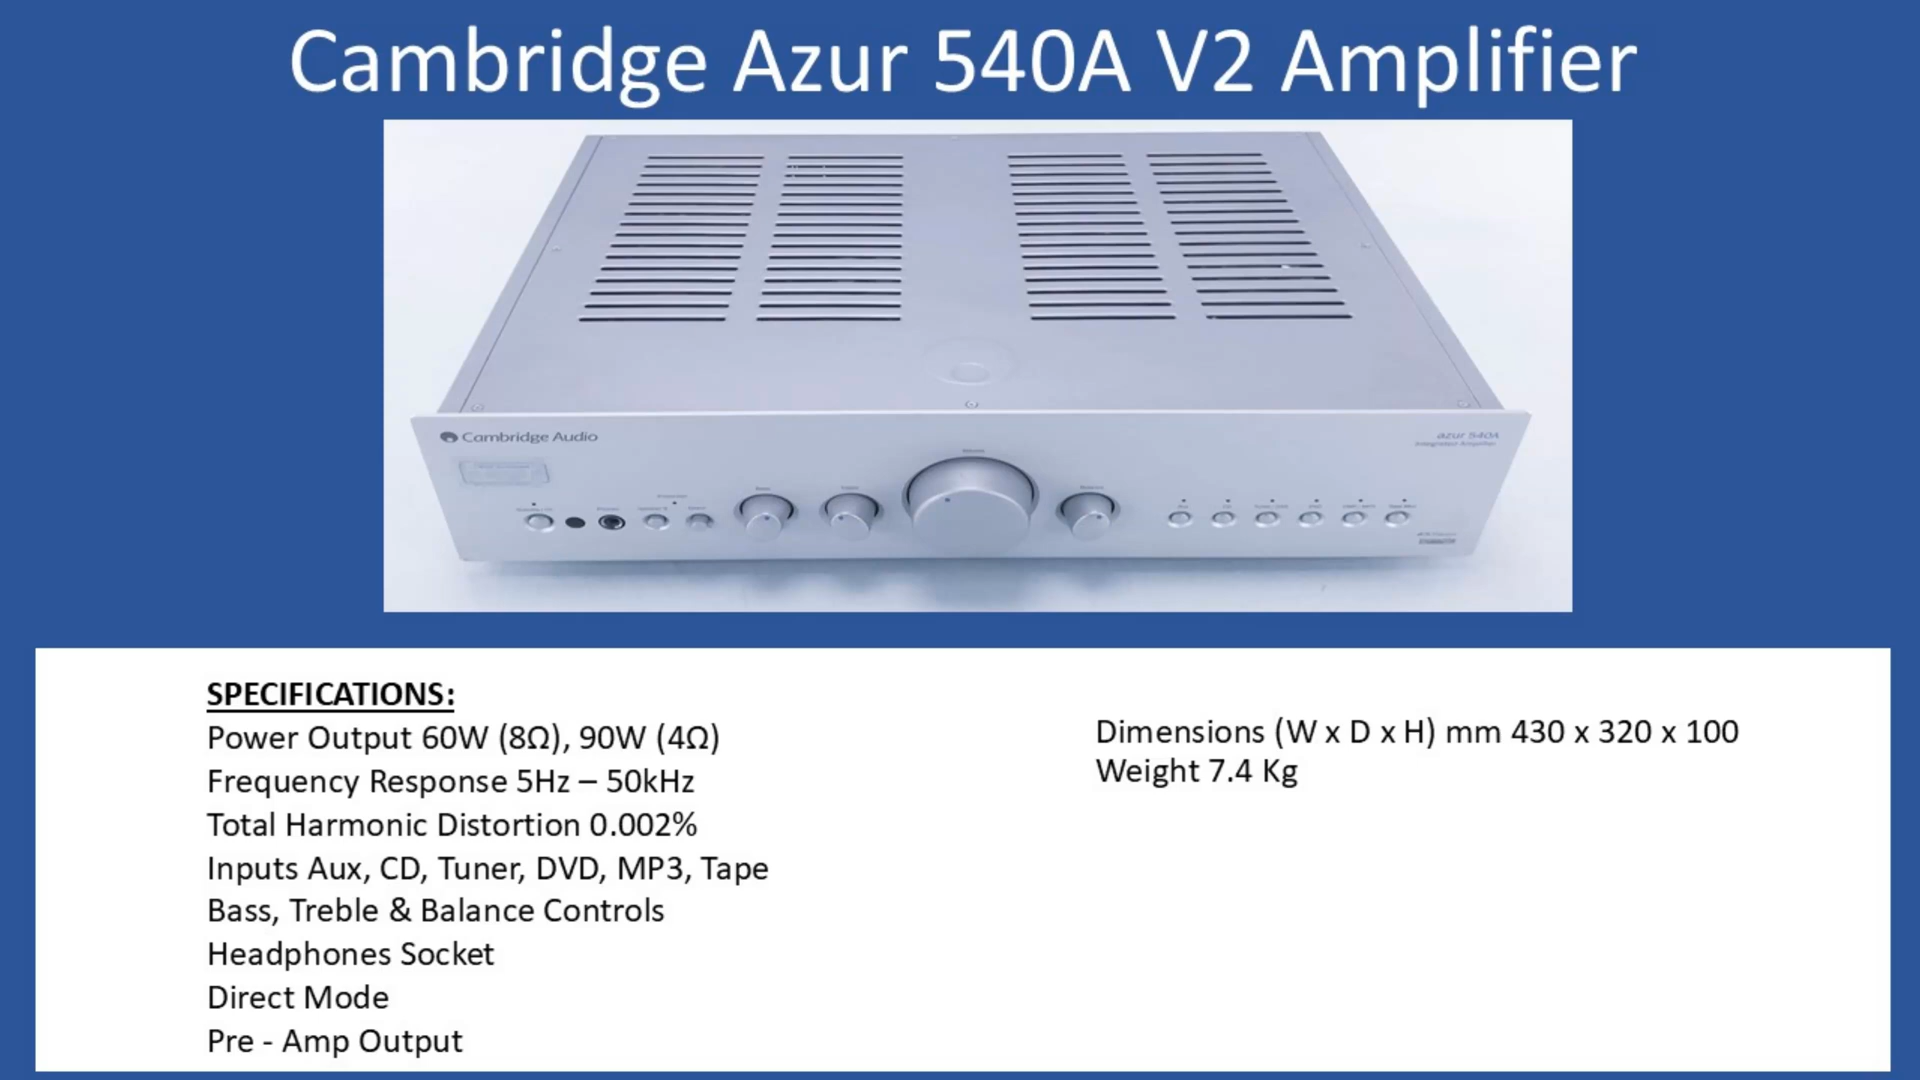 Cambridge Azur 540A V2 Amplifier
Cambridge Audio
azur 540A
Integrated Amplifier
SPECIFICATIONS:
Power Output 60W (8Ω), 90W (4Ω)
Frequency Response 5Hz – 50kHz
Total Harmonic Distortion 0.002%
Inputs Aux, CD, Tuner, DVD, MP3, Tape
Bass, Treble & Balance Controls
Headphones Socket
Direct Mode
Pre - Amp Output
Dimensions (W x D x H) mm 430 x 320 x 100
Weight 7.4 Kg